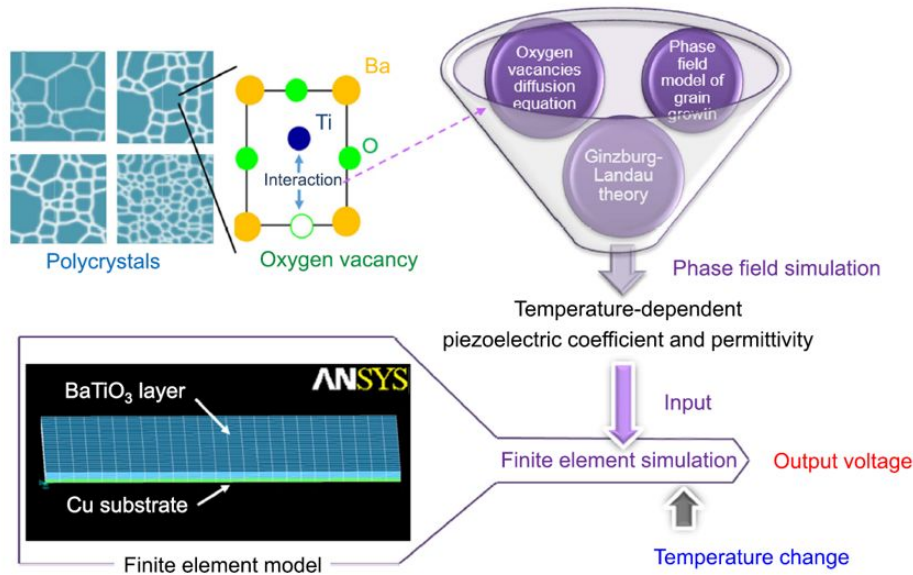 Polycrystals
Ba
Ti
O
Interaction
Oxygen vacancy
Oxygen
vacancies
diffusion
equation
Phase
field
model of
grain
growth
Ginzburg-
Landau
theory
Phase field simulation
Temperature-dependent
piezoelectric coefficient and permittivity
Input
ANSYS
BaTiO₃ layer
Cu substrate
Finite element model
Finite element simulation
Output voltage
Temperature change